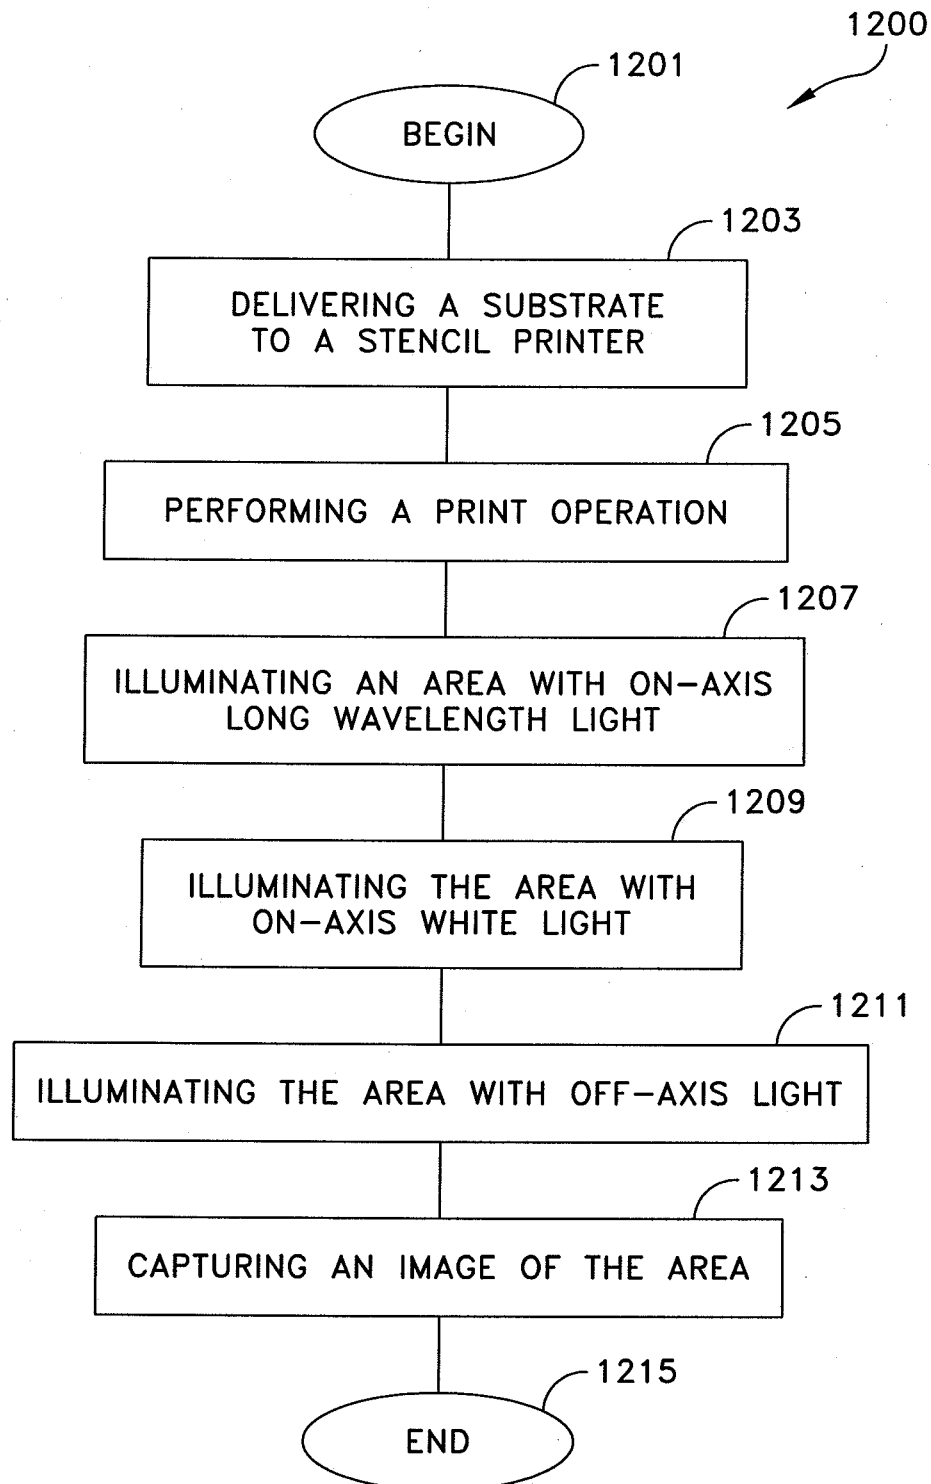 1200
1201
BEGIN
1203
DELIVERING A SUBSTRATE
TO A STENCIL PRINTER
1205
PERFORMING A PRINT OPERATION
1207
ILLUMINATING AN AREA WITH ON-AXIS
LONG WAVELENGTH LIGHT
1209
ILLUMINATING THE AREA WITH
ON-AXIS WHITE LIGHT
1211
ILLUMINATING THE AREA WITH OFF-AXIS LIGHT
1213
CAPTURING AN IMAGE OF THE AREA
1215
END